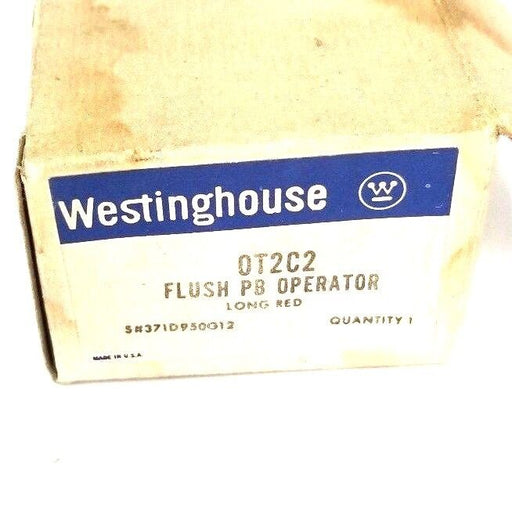 Westinghouse W
OT2C2
FLUSH PB OPERATOR
LONG RED
S#371D950G12 QUANTITY 1
MADE IN U.S.A.